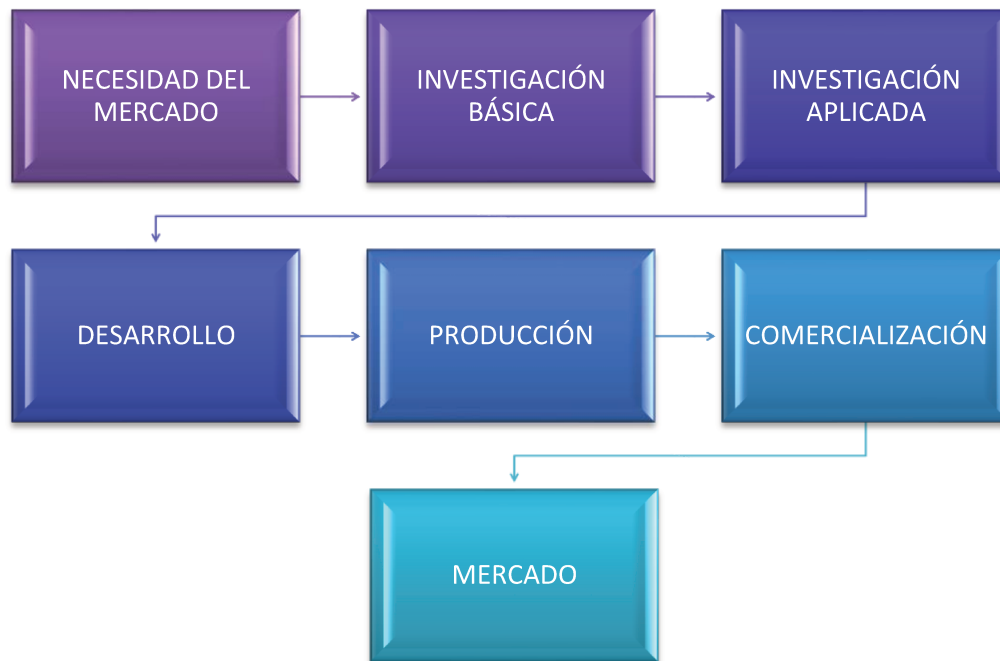 NECESIDAD DEL
MERCADO
INVESTIGACIÓN
BÁSICA
INVESTIGACIÓN
APLICADA
DESARROLLO
PRODUCCIÓN
COMERCIALIZACIÓN
MERCADO